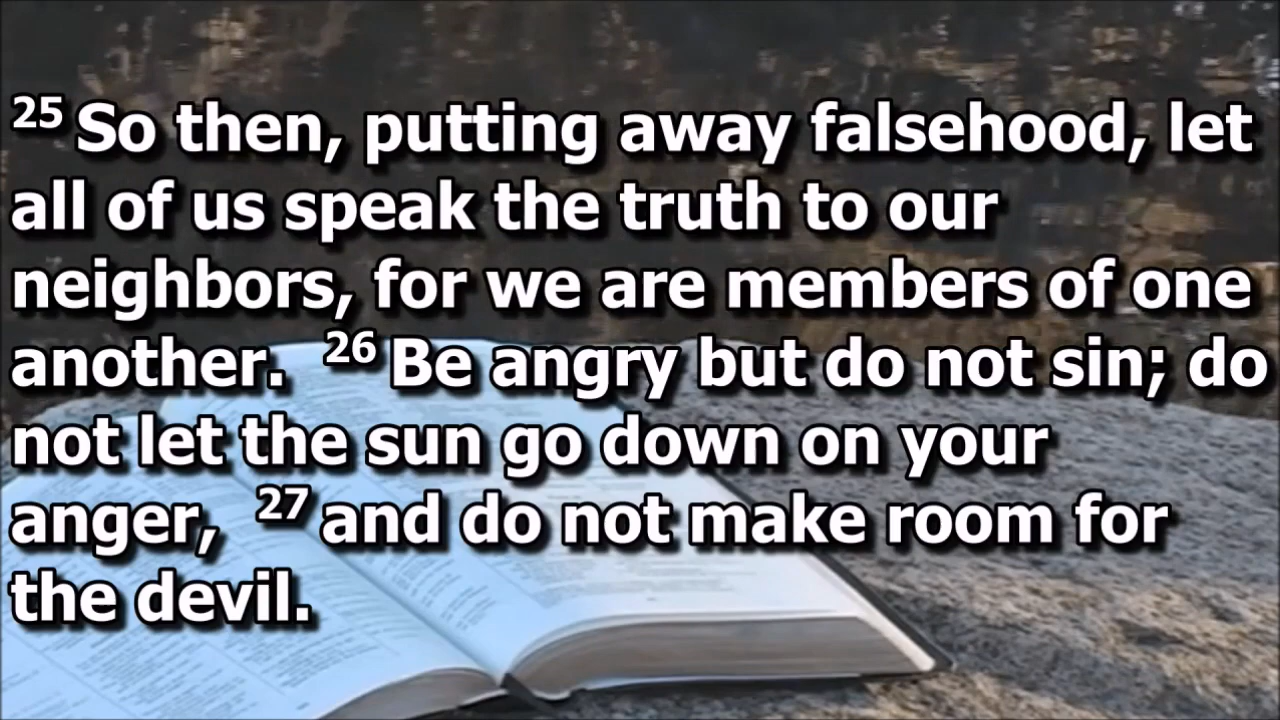 25 So then, putting away falsehood, let
all of us speak the truth to our
neighbors, for we are members of one
another. 26 Be angry but do not sin; do
not let the sun go down on your
anger, 27 and do not make room for
the devil.